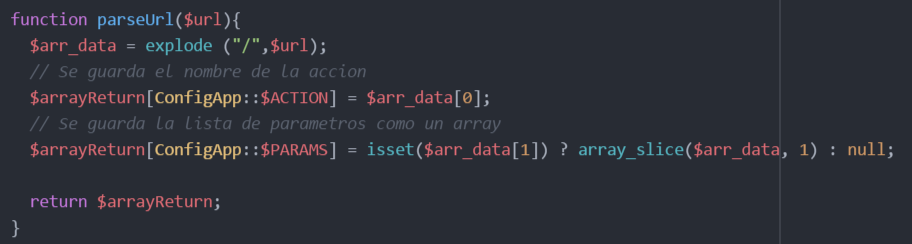 function parseUrl($url){
  $arr_data = explode ("/",$url);
  // Se guarda el nombre de la accion
  $arrayReturn[ConfigApp::$ACTION] = $arr_data[0];
  // Se guarda la lista de parametros como un array
  $arrayReturn[ConfigApp::$PARAMS] = isset($arr_data[1]) ? array_slice($arr_data, 1) : null;

  return $arrayReturn;
}